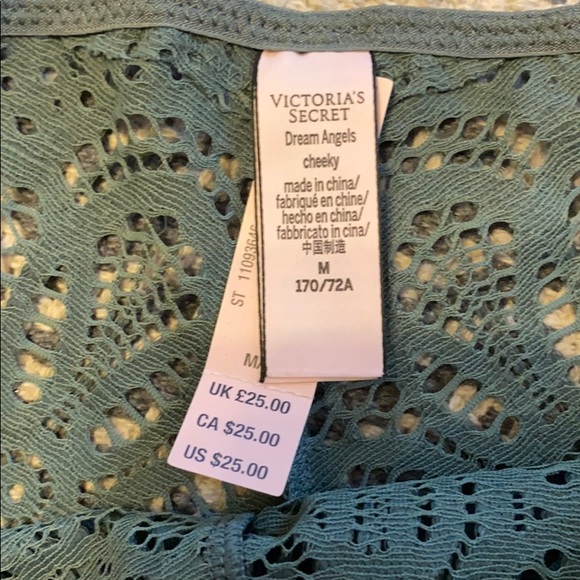 VICTORIA'S
SECRET
Dream Angels
cheeky
made in china/
fabriqué en chine/
hecho en china/
fabbricato in cina/
中国制造
M
170/72A
ST
UK £25.00
CA $25.00
US $25.00